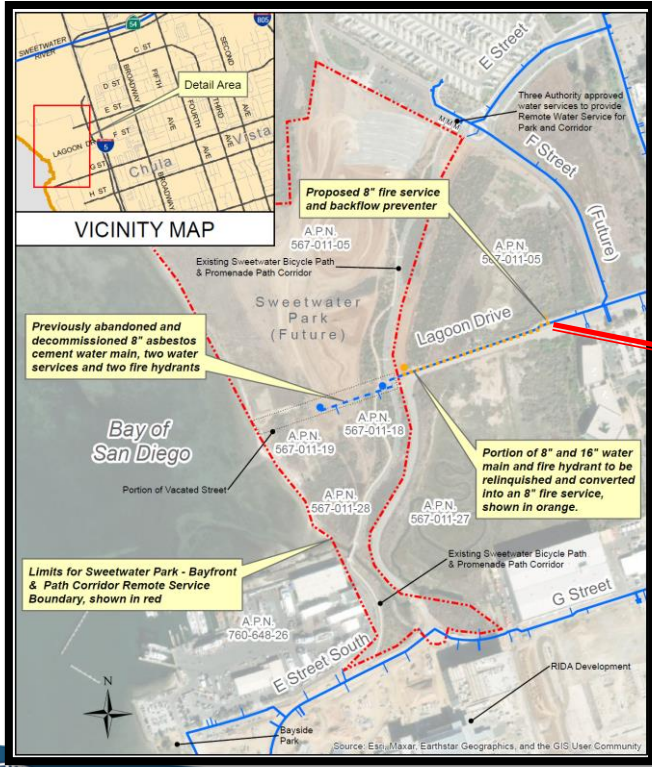 SWEETWATER
RIVER
54
805
C ST
D ST
E ST
F ST
LAGOON DR
G ST
H ST
BROADWAY
FIFTH
AVE
FOURTH
AVE
THIRD
AVE
SECOND
AVE
BROADWAY
5
Chula
Vista
Detail Area
VICINITY MAP
E Street
Three Authority approved
water services to provide
Remote Water Service for
Park and Corridor
M M M
F Street
(Future)
Proposed 8" fire service
and backflow preventer
A.P.N.
567-011-05
A.P.N.
567-011-05
Existing Sweetwater Bicycle Path
& Promenade Path Corridor
Sweetwater
Park
(Future)
Lagoon Drive
Previously abandoned and
decommissioned 8" asbestos
cement water main, two water
services and two fire hydrants
Bay of
San Diego
A.P.N.
567-011-19
A.P.N.
567-011-18
Portion of Vacated Street
Portion of 8" and 16" water
main and fire hydrant to be
relinquished and converted
into an 8" fire service,
shown in orange.
A.P.N.
567-011-28
A.P.N.
567-011-27
Limits for Sweetwater Park - Bayfront
& Path Corridor Remote Service
Boundary, shown in red
Existing Sweetwater Bicycle Path
& Promenade Path Corridor
A.P.N.
760-648-26
G Street
E Street South
N
RIDA Development
Bayside
Park
Source: Esri, Maxar, Earthstar Geographics, and the GIS User Community